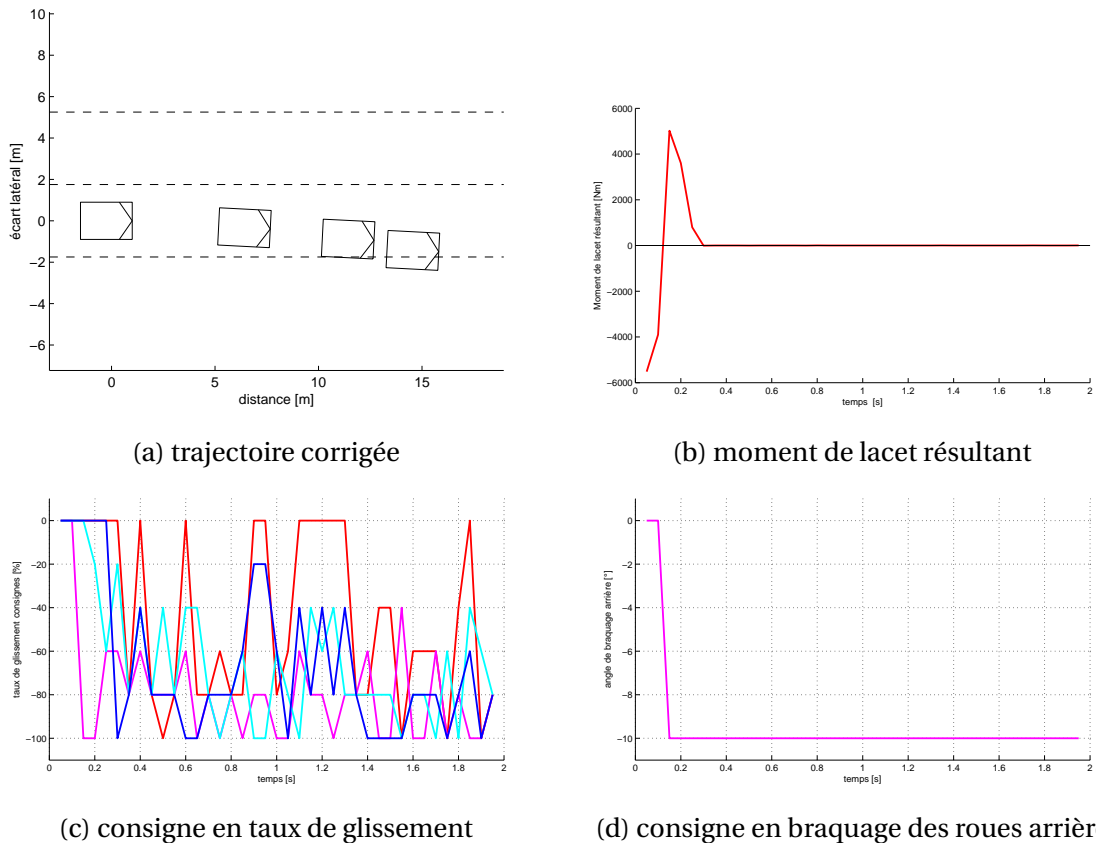 10
8
6
4
2
0
−2
−4
−6
écart latéral [m]
0 5 10 15
distance [m]
(a) trajectoire corrigée
6000
4000
2000
0
−2000
−4000
−6000
Moment de lacet résultant [Nm]
0 0.2 0.4 0.6 0.8 1 1.2 1.4 1.6 1.8 2
temps [s]
(b) moment de lacet résultant
0
−20
−40
−60
−80
−100
taux de glissement consignes [%]
0 0.2 0.4 0.6 0.8 1 1.2 1.4 1.6 1.8 2
temps [s]
(c) consigne en taux de glissement
0
−2
−4
−6
−8
−10
angle de braquage arrière [°]
0 0.2 0.4 0.6 0.8 1 1.2 1.4 1.6 1.8 2
temps [s]
(d) consigne en braquage des roues arrièr